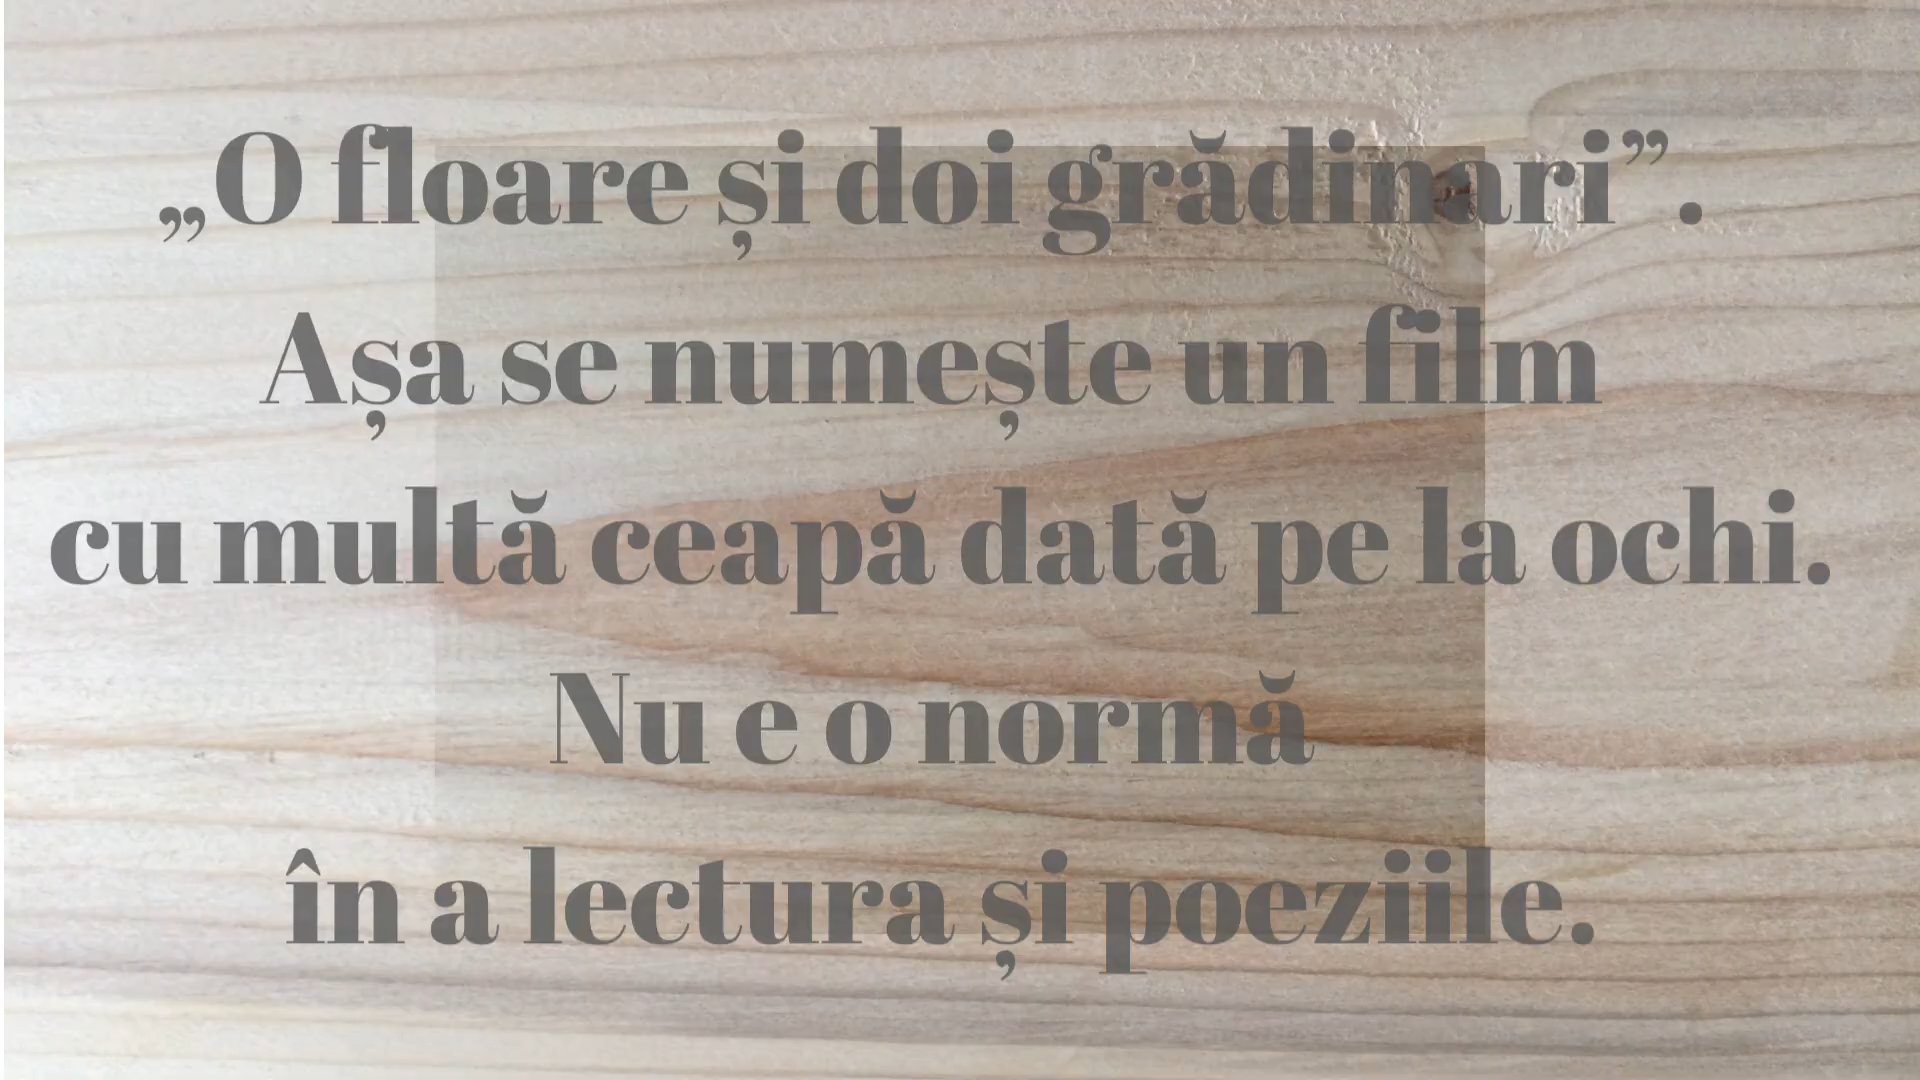 „O floare și doi grădinari”.
Așa se numește un film
cu multă ceapă dată pe la ochi.
Nu e o normă
în a lectura și poeziile.